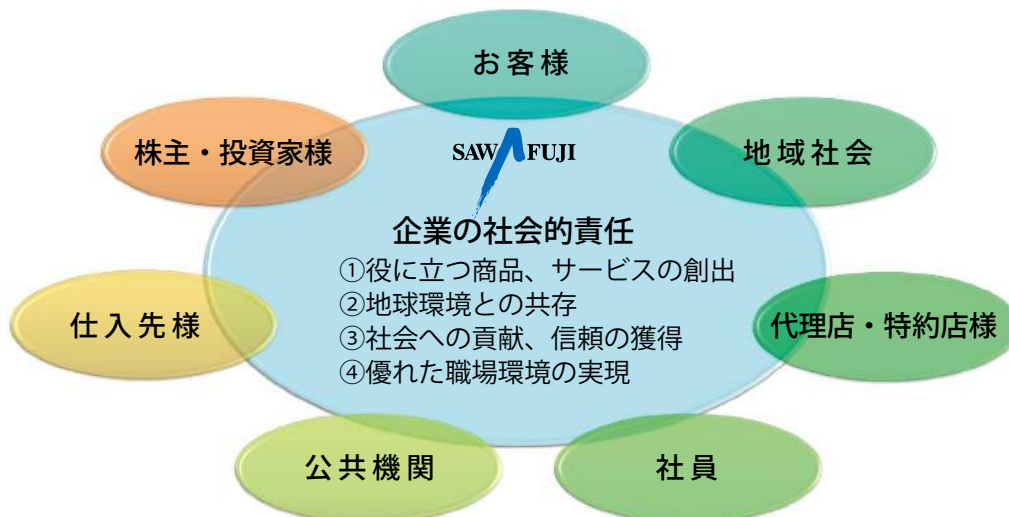 お客様
株主・投資家様
SAWAFUJI
地域社会
企業の社会的責任
①役に立つ商品、サービスの創出
②地球環境との共存
③社会への貢献、信頼の獲得
④優れた職場環境の実現
仕入先様
代理店・特約店様
公共機関
社員